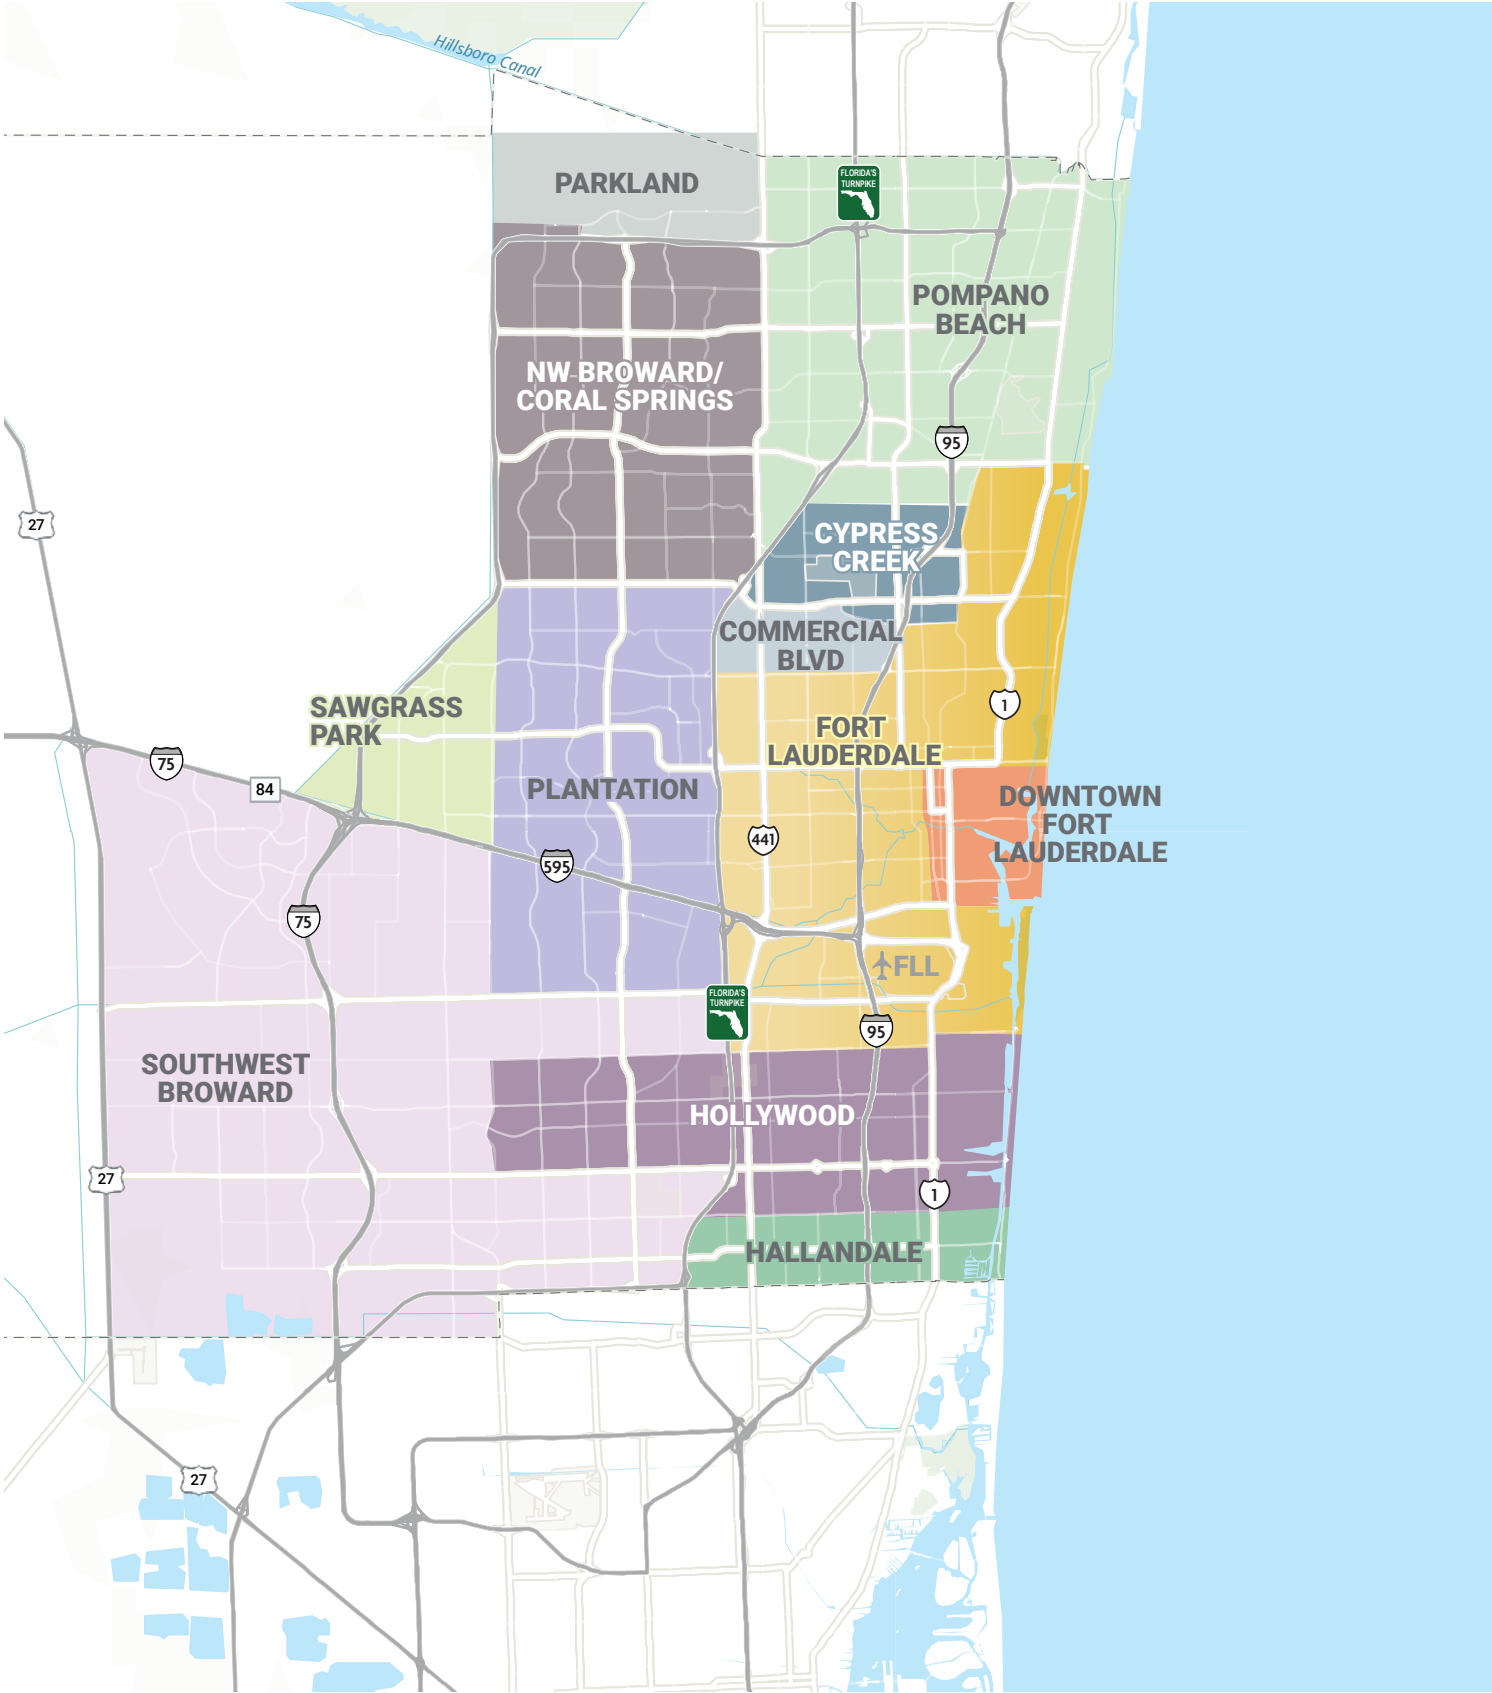 Hillsboro Canal
PARKLAND
FLORIDA'S
TURNPIKE
POMPANO
BEACH
NW BROWARD/
CORAL SPRINGS
95
27
CYPRESS
CREEK
COMMERCIAL
BLVD
SAWGRASS
PARK
1
FORT
LAUDERDALE
75
84
PLANTATION
DOWNTOWN
FORT
LAUDERDALE
441
595
75
FLL
FLORIDA'S
TURNPIKE
95
SOUTHWEST
BROWARD
HOLLYWOOD
27
1
HALLANDALE
27